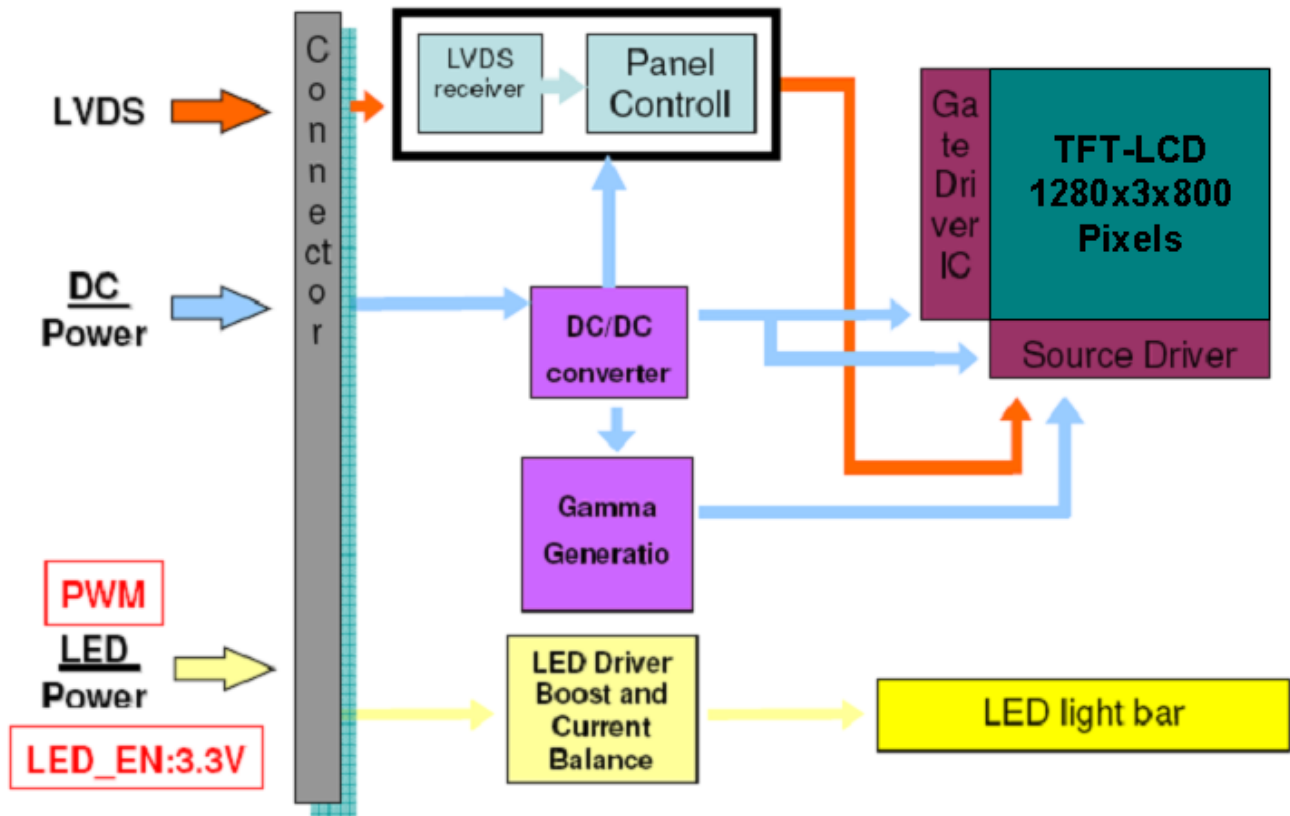 LVDS
DC
Power
PWM
LED
Power
LED_EN:3.3V
C
o
n
n
e
ct
o
r
LVDS
receiver
Panel
Controll
DC/DC
converter
Gamma
Generatio
LED Driver
Boost and
Current
Balance
Ga
te
Dri
ver
IC
TFT-LCD
1280x3x800
Pixels
Source Driver
LED light bar